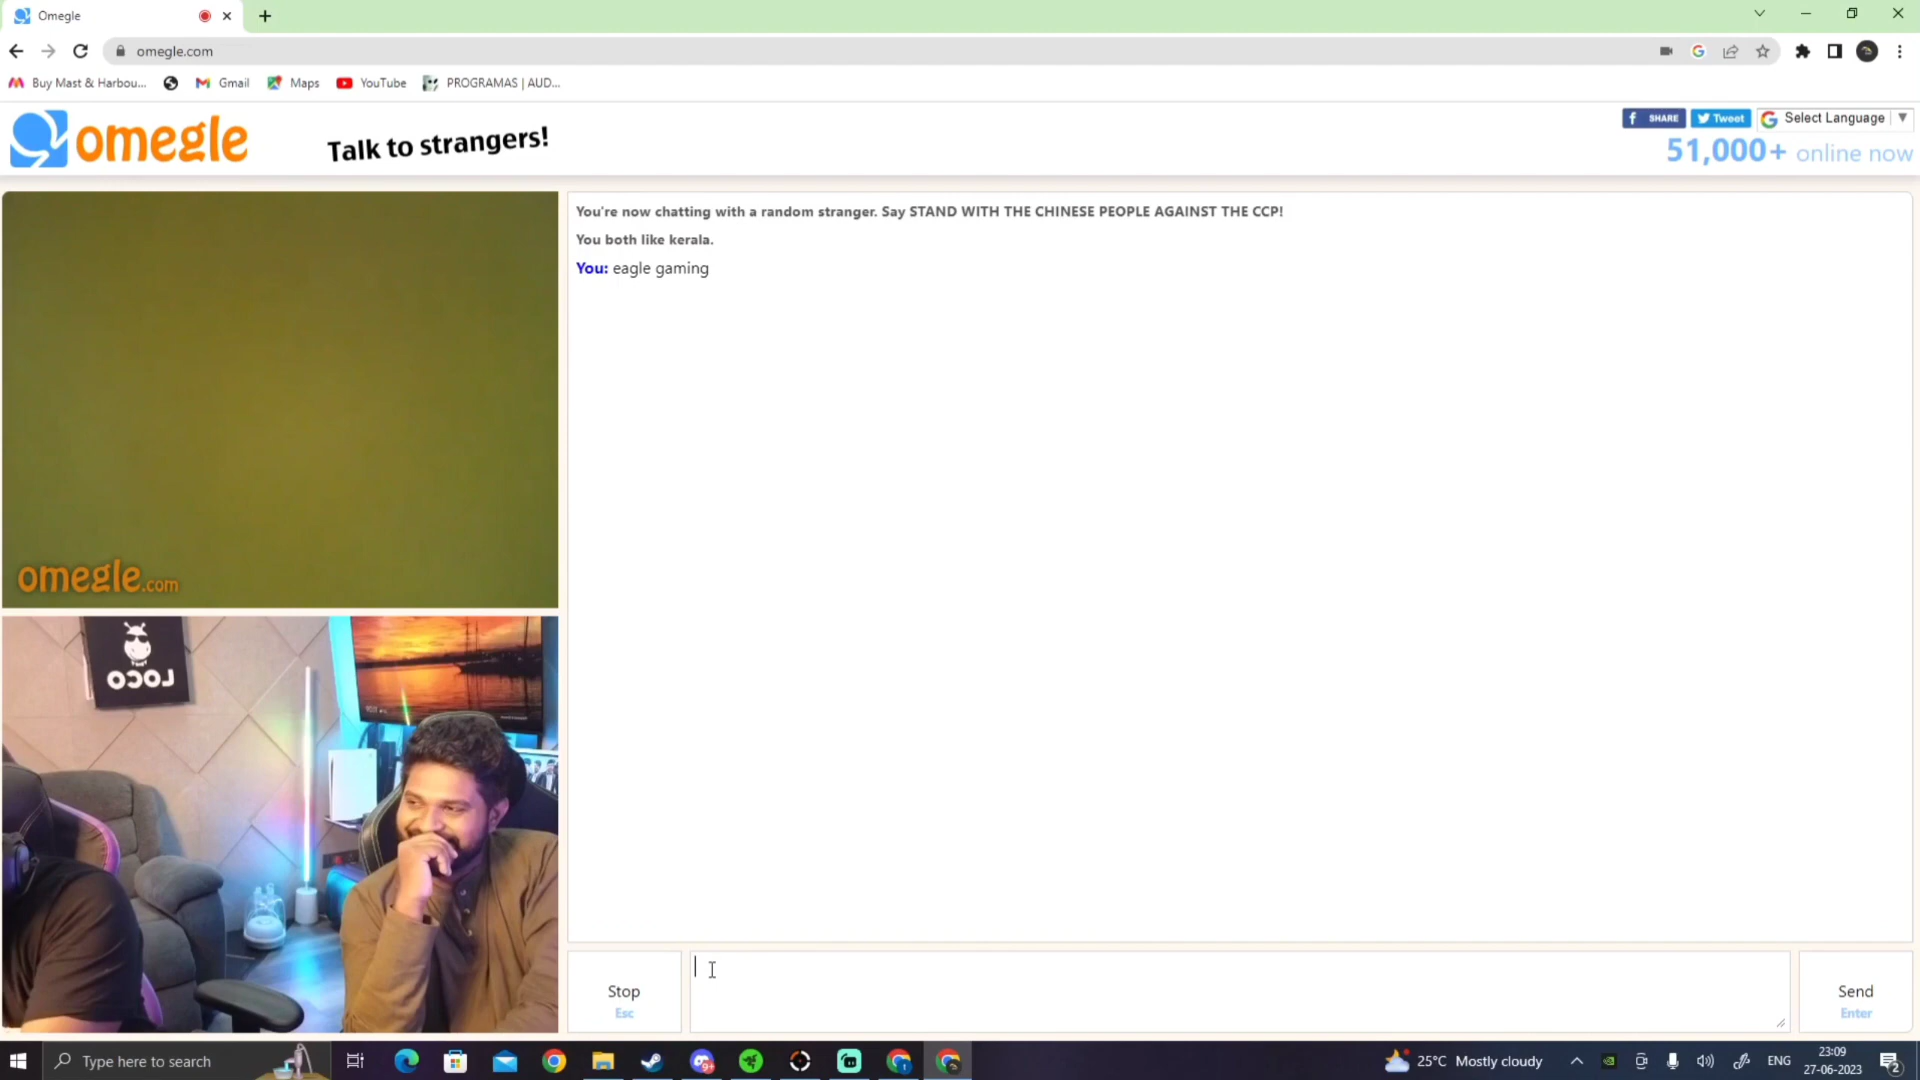 Omegle
omegle.com
Buy Mast & Harbou...
Gmail
Maps
YouTube
PROGRAMAS | AUD...
omegle
Talk to strangers!
SHARE
Tweet
Select Language
51,000+ online now
You're now chatting with a random stranger. Say STAND WITH THE CHINESE PEOPLE AGAINST THE CCP!
You both like kerala.
You: eagle gaming
omegle.com
LOCO
Stop
Esc
Send
Enter
Type here to search
9+
25°C Mostly cloudy
ENG
23:09
27-06-2023
2